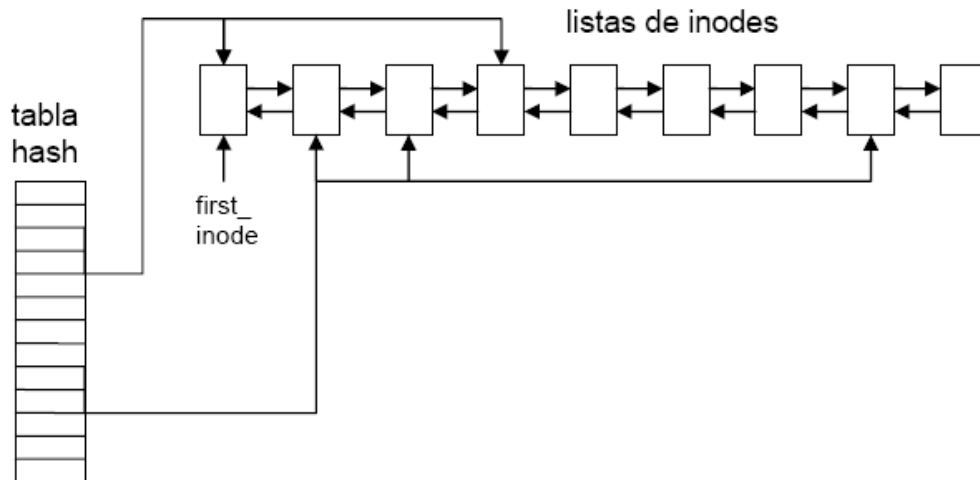 listas de inodes
tabla
hash
first_
inode